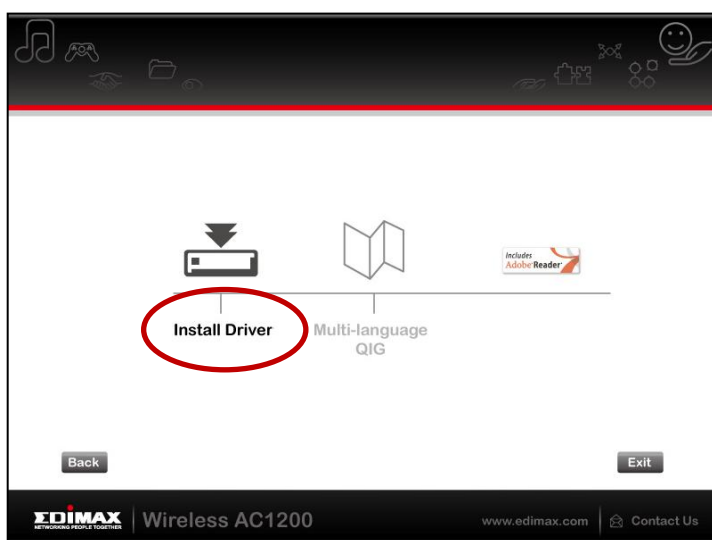 includes
Adobe Reader
Install Driver
Multi-language
QIG
Back
Exit
EDIMAX
NETWORKING PEOPLE TOGETHER
Wireless AC1200
www.edimax.com
Contact Us